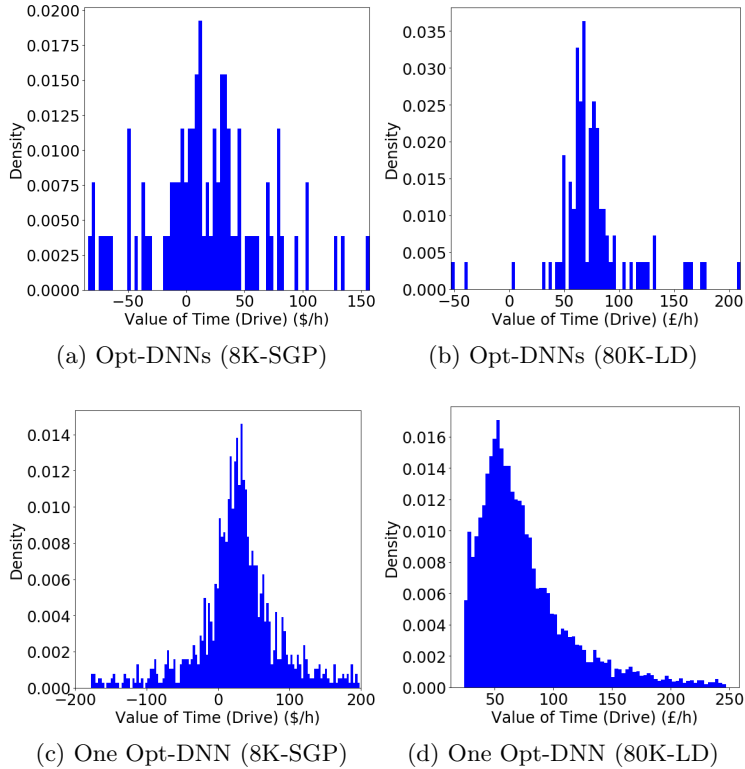 0.0200
0.0175
0.0150
0.0125
0.0100
0.0075
0.0050
0.0025
0.0000
Density
−50 0 50 100 150
Value of Time (Drive) ($/h)
(a) Opt-DNNs (8K-SGP)
0.035
0.030
0.025
0.020
0.015
0.010
0.005
0.000
Density
−50 0 50 100 150 200
Value of Time (Drive) (£/h)
(b) Opt-DNNs (80K-LD)
0.014
0.012
0.010
0.008
0.006
0.004
0.002
0.000
Density
−200 −100 0 100 200
Value of Time (Drive) ($/h)
(c) One Opt-DNN (8K-SGP)
0.016
0.014
0.012
0.010
0.008
0.006
0.004
0.002
0.000
Density
50 100 150 200 250
Value of Time (Drive) (£/h)
(d) One Opt-DNN (80K-LD)